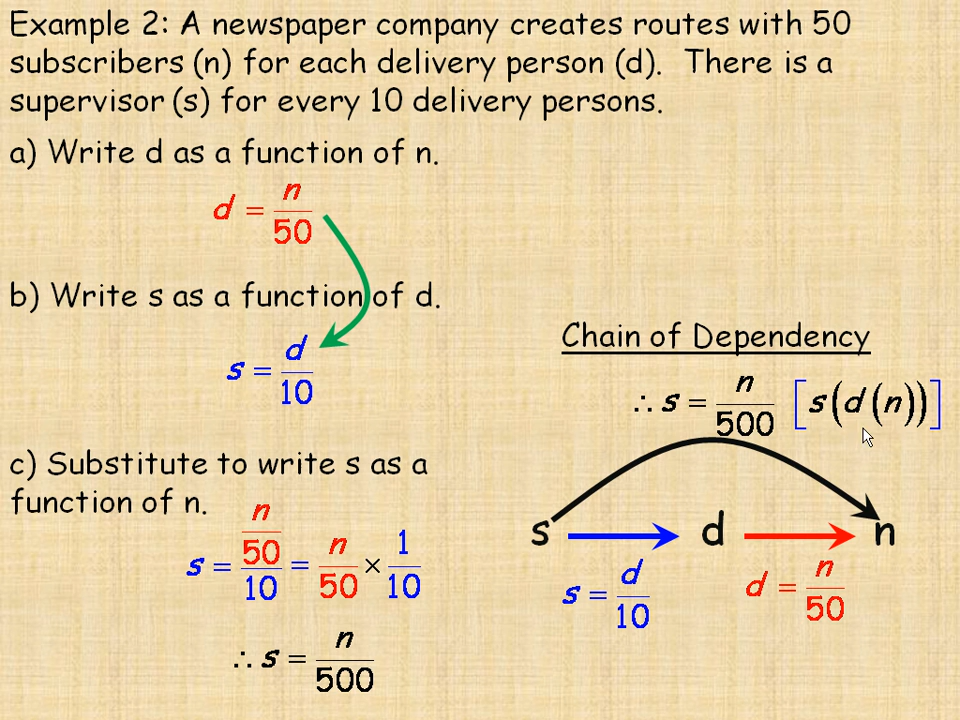 Example 2: A newspaper company creates routes with 50
subscribers (n) for each delivery person (d). There is a
supervisor (s) for every 10 delivery persons.
a) Write d as a function of n.
d = n/50
b) Write s as a function of d.
s = d/10
c) Substitute to write s as a
function of n.
s = (n/50)/10 = n/50 × 1/10
∴ s = n/500
Chain of Dependency
∴ s = n/500 [s(d(n))]
s d n
s = d/10 d = n/50